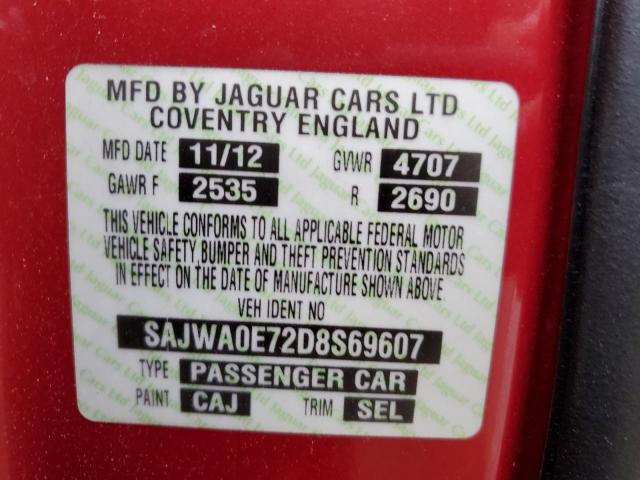 MFD BY JAGUAR CARS LTD
COVENTRY ENGLAND
MFD DATE 11/12 GVWR 4707
GAWR F 2535 R 2690
THIS VEHICLE CONFORMS TO ALL APPLICABLE FEDERAL MOTOR
VEHICLE SAFETY,BUMPER AND THEFT PREVENTION STANDARDS
IN EFFECT ON THE DATE OF MANUFACTURE SHOWN ABOVE
VEH IDENT NO
SAJWA0E72D8S69607
TYPE PASSENGER CAR
PAINT CAJ TRIM SEL